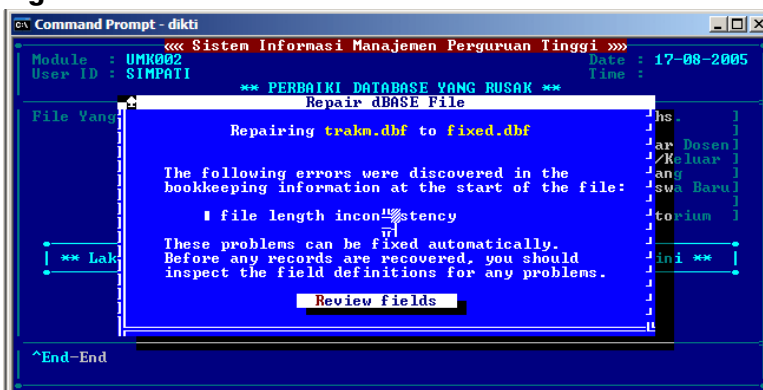 Command Prompt - dikti
««« Sistem Informasi Manajemen Perguruan Tinggi »»»
Module : UMK002 Date : 17-08-2005
User ID : SIMPATI Time :
** PERBAIKI DATABASE YANG RUSAK **
Repair dBASE File
File Yang hs. ]
Repairing trakm.dbf to fixed.dbf
ar Dosen]
/Keluar ]
The following errors were discovered in the ang ]
bookkeeping information at the start of the file: swa Baru]
]
file length incon stency torium ]
These problems can be fixed automatically.
** Lak Before any records are recovered, you should ini **
inspect the field definitions for any problems.
Review fields
^End-End